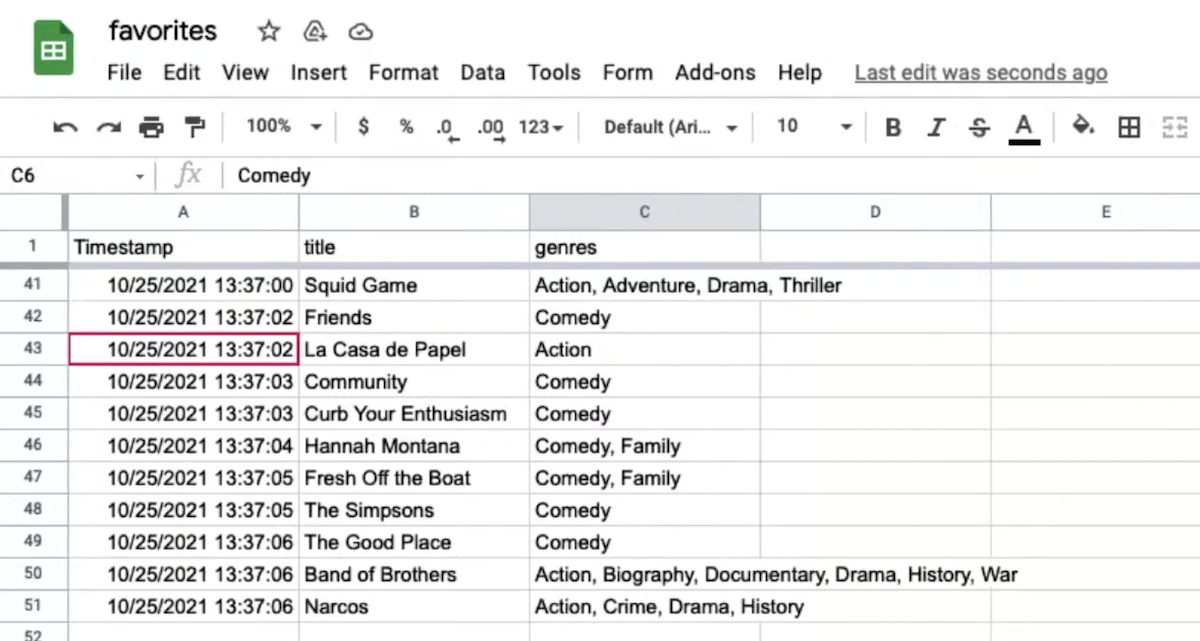 favorites
File Edit View Insert Format Data Tools Form Add-ons Help Last edit was seconds ago
100% $ % .0 .00 123 Default (Ari... 10 B I S A
C6 fx Comedy
A B C D E
1 Timestamp title genres
41 10/25/2021 13:37:00 Squid Game Action, Adventure, Drama, Thriller
42 10/25/2021 13:37:02 Friends Comedy
43 10/25/2021 13:37:02 La Casa de Papel Action
44 10/25/2021 13:37:03 Community Comedy
45 10/25/2021 13:37:03 Curb Your Enthusiasm Comedy
46 10/25/2021 13:37:04 Hannah Montana Comedy, Family
47 10/25/2021 13:37:05 Fresh Off the Boat Comedy, Family
48 10/25/2021 13:37:05 The Simpsons Comedy
49 10/25/2021 13:37:06 The Good Place Comedy
50 10/25/2021 13:37:06 Band of Brothers Action, Biography, Documentary, Drama, History, War
51 10/25/2021 13:37:06 Narcos Action, Crime, Drama, History
52